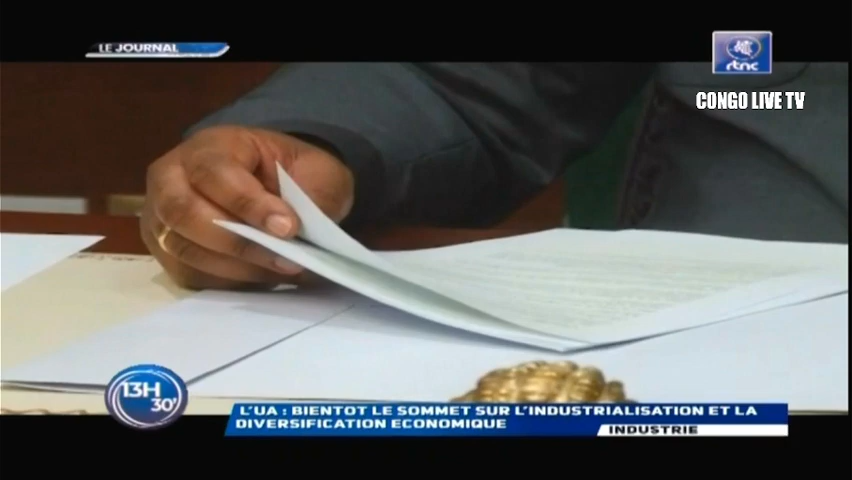 LE JOURNAL
rtnc
CONGO LIVE TV
13H
30'
L'UA : BIENTOT LE SOMMET SUR L'INDUSTRIALISATION ET LA
DIVERSIFICATION ECONOMIQUE
INDUSTRIE